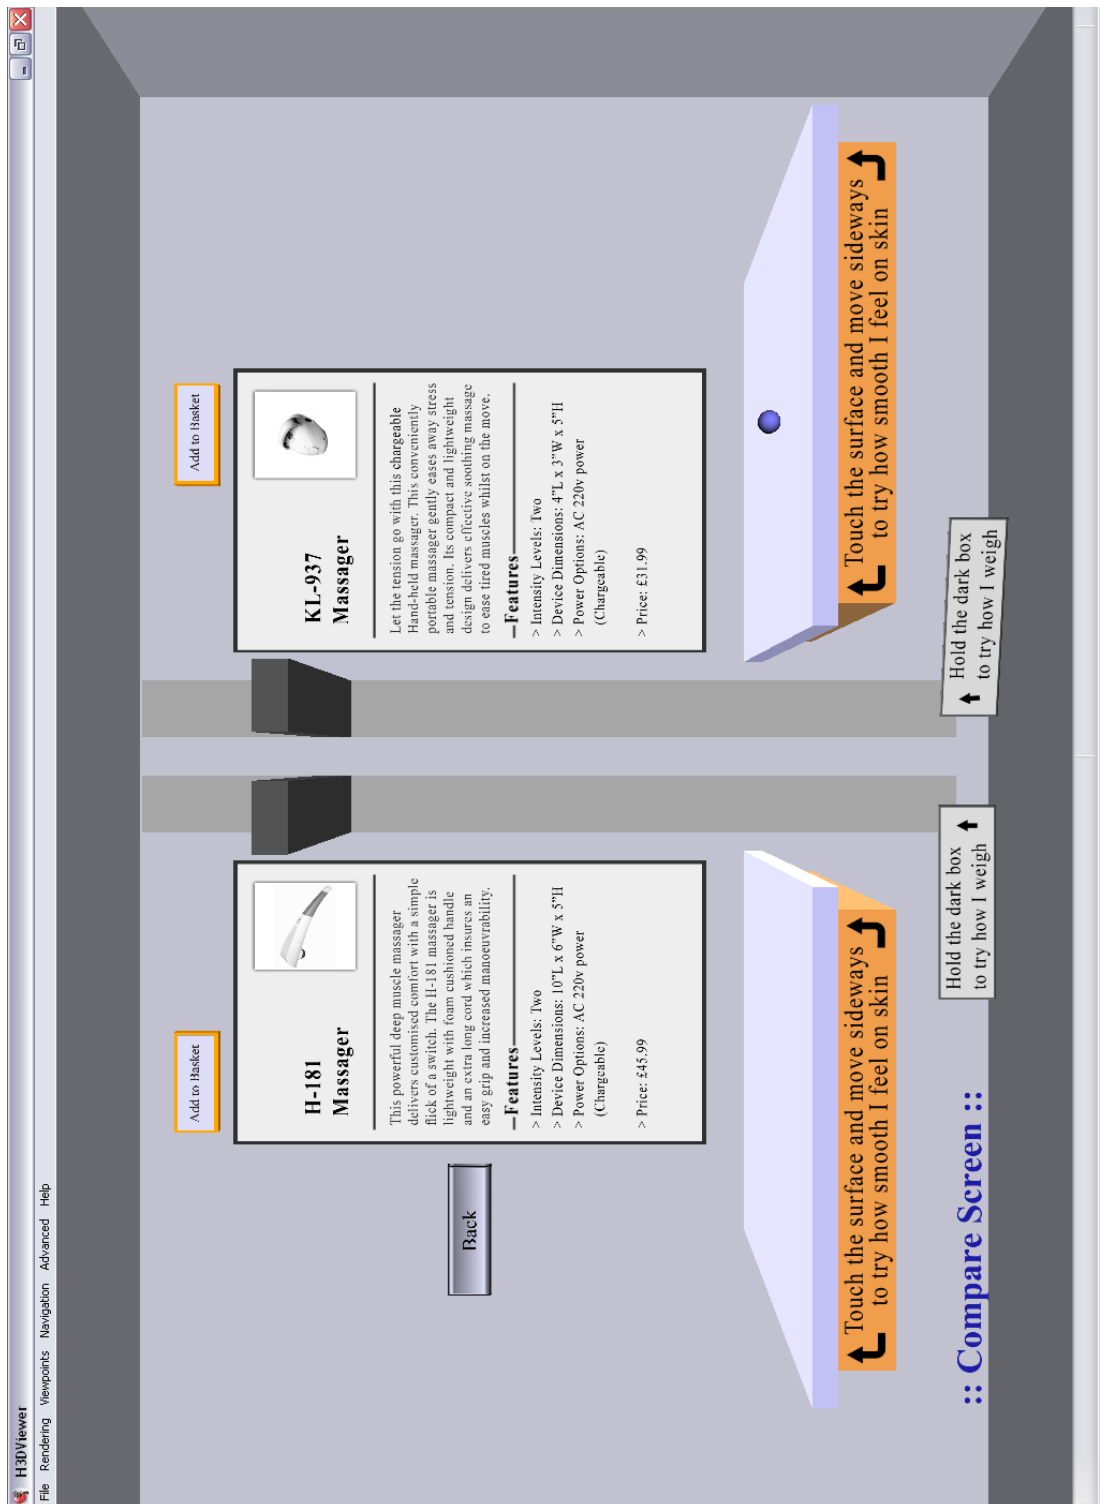 H3DViewer
File Rendering Viewpoints Navigation Advanced Help
Add to Basket
H-181
Massager
This powerful deep muscle massager
delivers customised comfort with a simple
flick of a switch. The H-181 massager is
lightweight with foam cushioned handle
and an extra long cord which insures an
easy grip and increased manoeuvrability.
Features
> Intensity Levels: Two
> Device Dimensions: 10"L x 6"W x 5"H
> Power Options: AC 220v power
(Chargeable)
> Price: £45.99
Back
Add to Basket
KL-937
Massager
Let the tension go with this chargeable
Hand-held massager. This conveniently
portable massager gently eases away stress
and tension. Its compact and lightweight
design delivers effective soothing massage
to ease tired muscles whilst on the move.
Features
> Intensity Levels: Two
> Device Dimensions: 4"L x 3"W x 5"H
> Power Options: AC 220v power
(Chargeable)
> Price: £31.99
Touch the surface and move sideways
to try how smooth I feel on skin
Touch the surface and move sideways
to try how smooth I feel on skin
Hold the dark box
to try how I weigh
Hold the dark box
to try how I weigh
:: Compare Screen ::